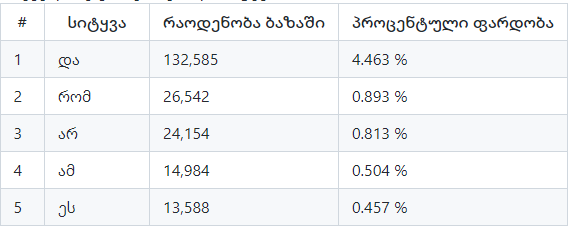 # სიტყვა რაოდენობა ბაზაში პროცენტული ფარდობა
1 და 132,585 4.463 %
2 რომ 26,542 0.893 %
3 არ 24,154 0.813 %
4 ამ 14,984 0.504 %
5 ეს 13,588 0.457 %